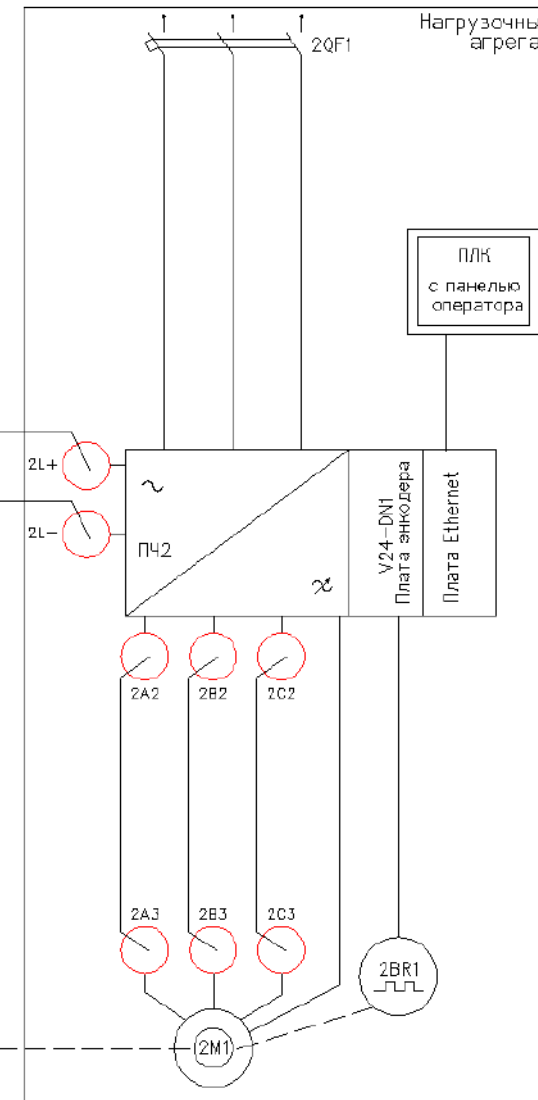 Нагрузочны
агрега
2QF1
ПЛК
с панелью
оператора
2L+
2L−
ПЧ2
V24−DN1
Плата энкодера
Плата Ethernet
2A2
2B2
2C2
2A3
2B3
2C3
2BR1
2M1